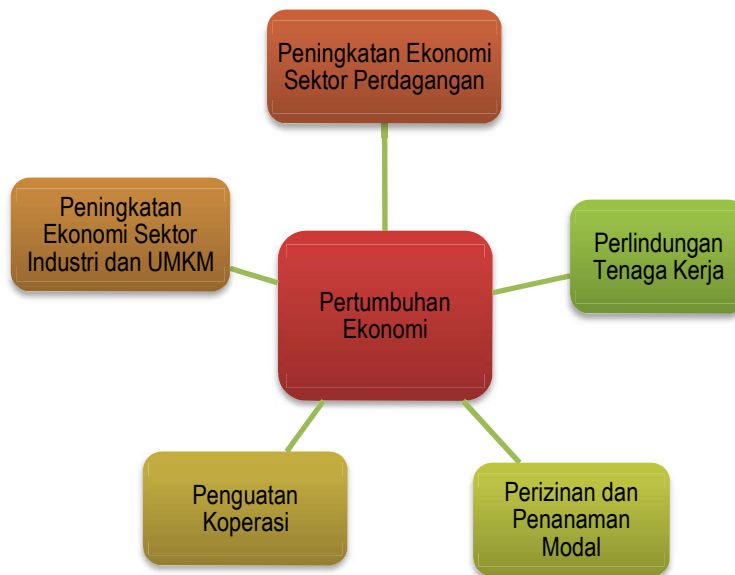 Peningkatan Ekonomi
Sektor Perdagangan
Peningkatan
Ekonomi Sektor
Industri dan UMKM
Perlindungan
Tenaga Kerja
Pertumbuhan
Ekonomi
Penguatan
Koperasi
Perizinan dan
Penanaman
Modal